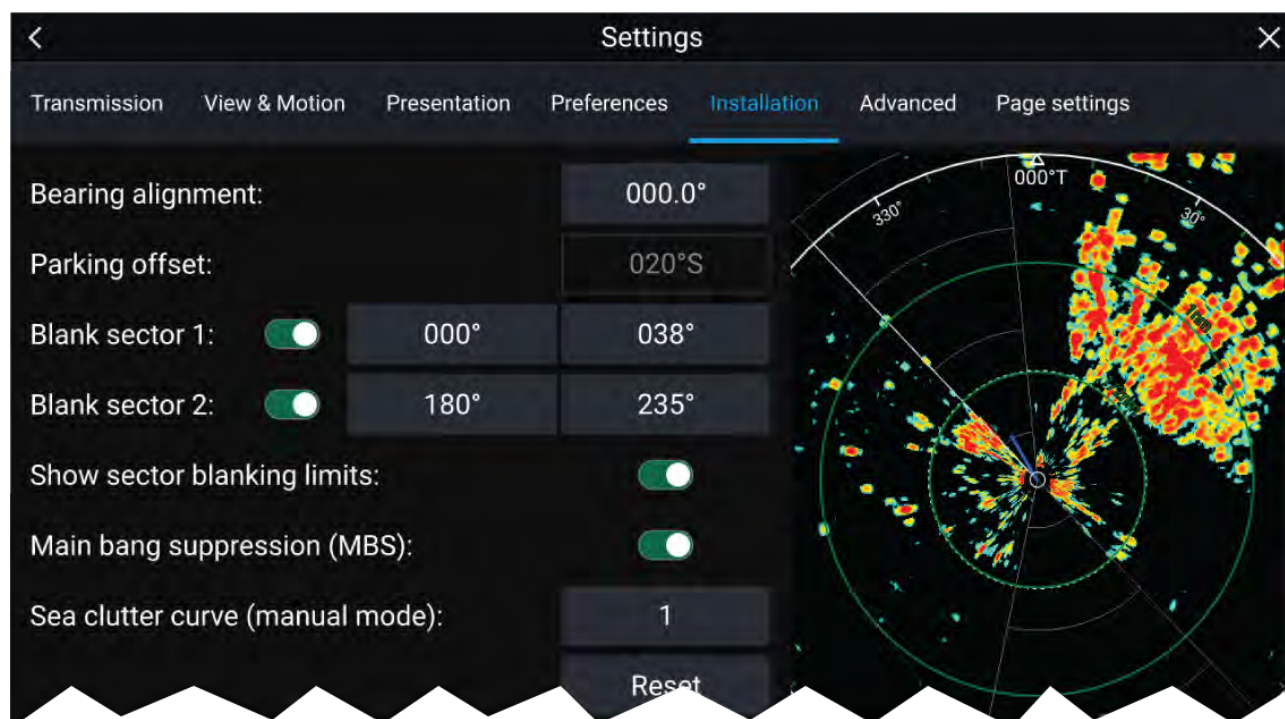 Settings
Transmission View & Motion Presentation Preferences Installation Advanced Page settings
Bearing alignment: 000.0°
Parking offset: 020°S
Blank sector 1: 000° 038°
Blank sector 2: 180° 235°
Show sector blanking limits:
Main bang suppression (MBS):
Sea clutter curve (manual mode): 1
Reset
000°T
330° 30°